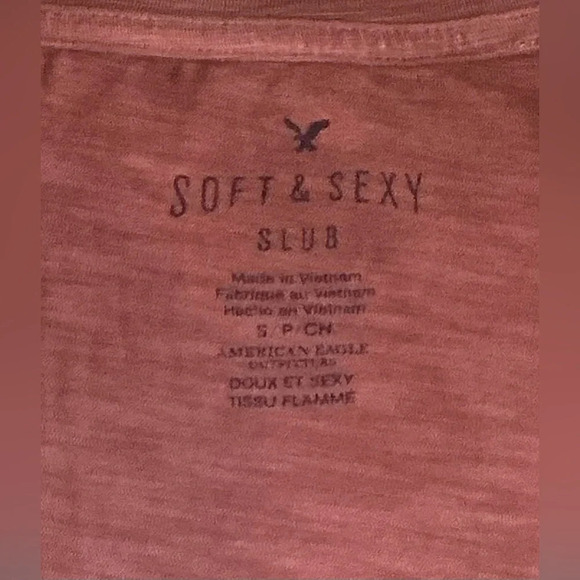 SOFT & SEXY
SLUB
Made in Vietnam
Fabriqué au Vietnam
Hecho en Vietnam
S / P / CH
AMERICAN EAGLE
OUTFITTERS
DOUX ET SEXY
TISSU FLAMMÉ